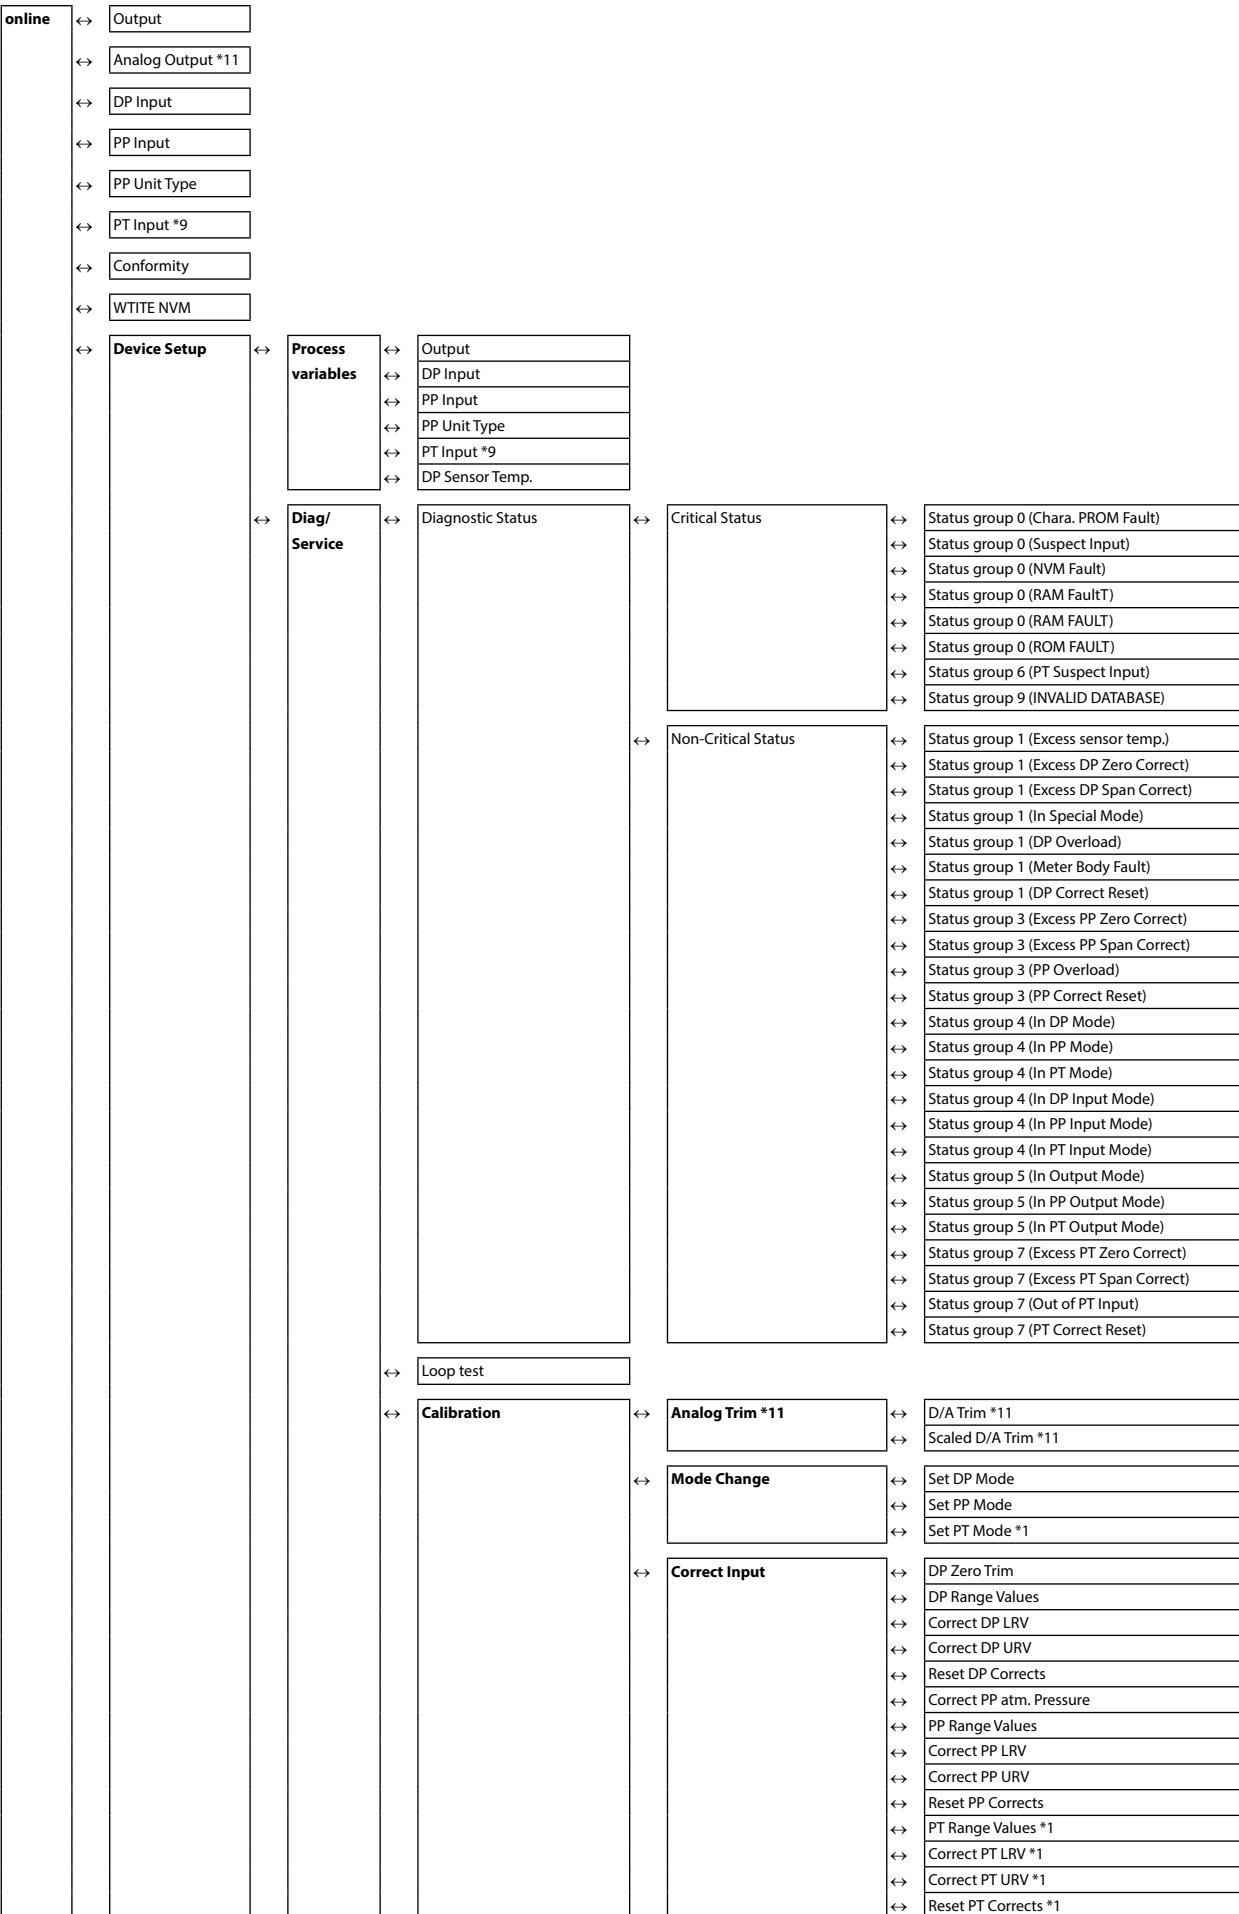 online ↔ Output
↔ Analog Output *11
↔ DP Input
↔ PP Input
↔ PP Unit Type
↔ PT Input *9
↔ Conformity
↔ WTITE NVM
↔ Device Setup ↔ Process ↔ Output
variables ↔ DP Input
↔ PP Input
↔ PP Unit Type
↔ PT Input *9
↔ DP Sensor Temp.
↔ Diag/ ↔ Diagnostic Status ↔ Critical Status ↔ Status group 0 (Chara. PROM Fault)
Service ↔ Status group 0 (Suspect Input)
↔ Status group 0 (NVM Fault)
↔ Status group 0 (RAM FaultT)
↔ Status group 0 (RAM FAULT)
↔ Status group 0 (ROM FAULT)
↔ Status group 6 (PT Suspect Input)
↔ Status group 9 (INVALID DATABASE)
↔ Non-Critical Status ↔ Status group 1 (Excess sensor temp.)
↔ Status group 1 (Excess DP Zero Correct)
↔ Status group 1 (Excess DP Span Correct)
↔ Status group 1 (In Special Mode)
↔ Status group 1 (DP Overload)
↔ Status group 1 (Meter Body Fault)
↔ Status group 1 (DP Correct Reset)
↔ Status group 3 (Excess PP Zero Correct)
↔ Status group 3 (Excess PP Span Correct)
↔ Status group 3 (PP Overload)
↔ Status group 3 (PP Correct Reset)
↔ Status group 4 (In DP Mode)
↔ Status group 4 (In PP Mode)
↔ Status group 4 (In PT Mode)
↔ Status group 4 (In DP Input Mode)
↔ Status group 4 (In PP Input Mode)
↔ Status group 4 (In PT Input Mode)
↔ Status group 5 (In Output Mode)
↔ Status group 5 (In PP Output Mode)
↔ Status group 5 (In PT Output Mode)
↔ Status group 7 (Excess PT Zero Correct)
↔ Status group 7 (Excess PT Span Correct)
↔ Status group 7 (Out of PT Input)
↔ Status group 7 (PT Correct Reset)
↔ Loop test
↔ Calibration ↔ Analog Trim *11 ↔ D/A Trim *11
↔ Scaled D/A Trim *11
↔ Mode Change ↔ Set DP Mode
↔ Set PP Mode
↔ Set PT Mode *1
↔ Correct Input ↔ DP Zero Trim
↔ DP Range Values
↔ Correct DP LRV
↔ Correct DP URV
↔ Reset DP Corrects
↔ Correct PP atm. Pressure
↔ PP Range Values
↔ Correct PP LRV
↔ Correct PP URV
↔ Reset PP Corrects
↔ PT Range Values *1
↔ Correct PT LRV *1
↔ Correct PT URV *1
↔ Reset PT Corrects *1